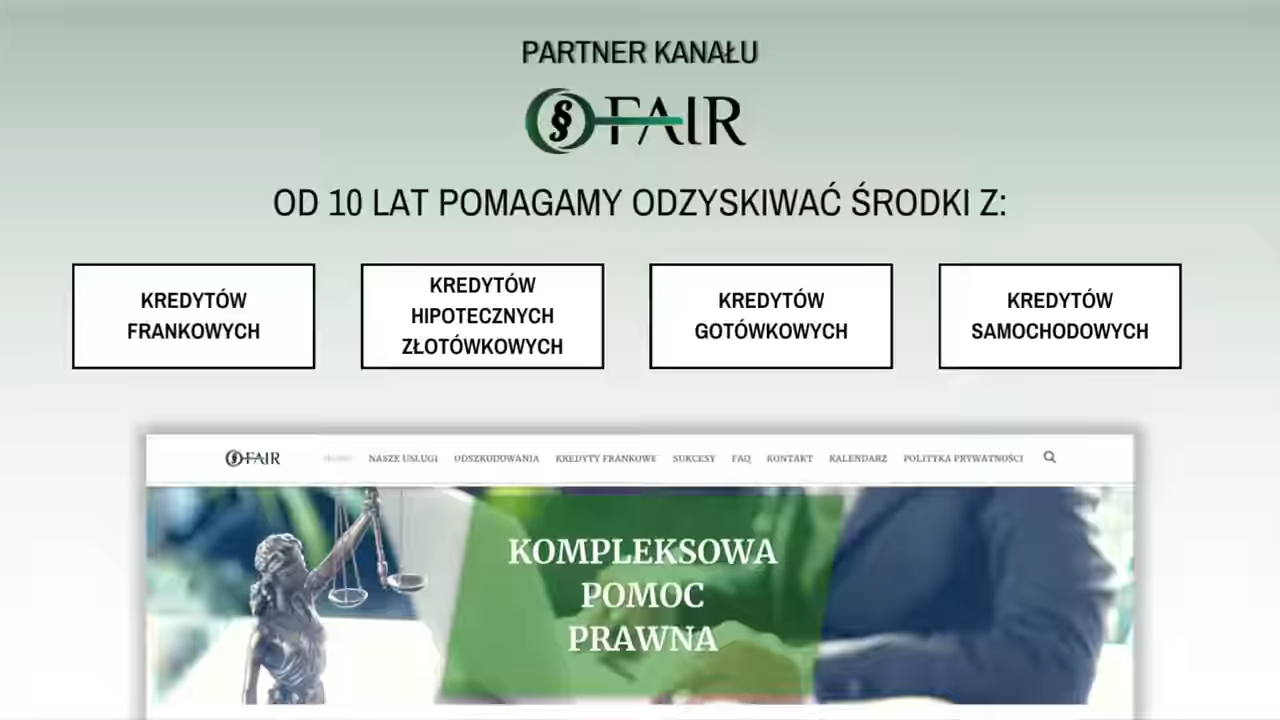 PARTNER KANAŁU
§ FAIR
OD 10 LAT POMAGAMY ODZYSKIWAĆ ŚRODKI Z:
KREDYTÓW
FRANKOWYCH
KREDYTÓW
HIPOTECZNYCH
ZŁOTÓWKOWYCH
KREDYTÓW
GOTÓWKOWYCH
KREDYTÓW
SAMOCHODOWYCH
§ FAIR NASZE USŁUGI ODSZKODOWANIA KREDYTY FRANKOWE SUKCESY FAQ KONTAKT KALENDARZ POLITYKA PRYWATNOŚCI
KOMPLEKSOWA
POMOC
PRAWNA